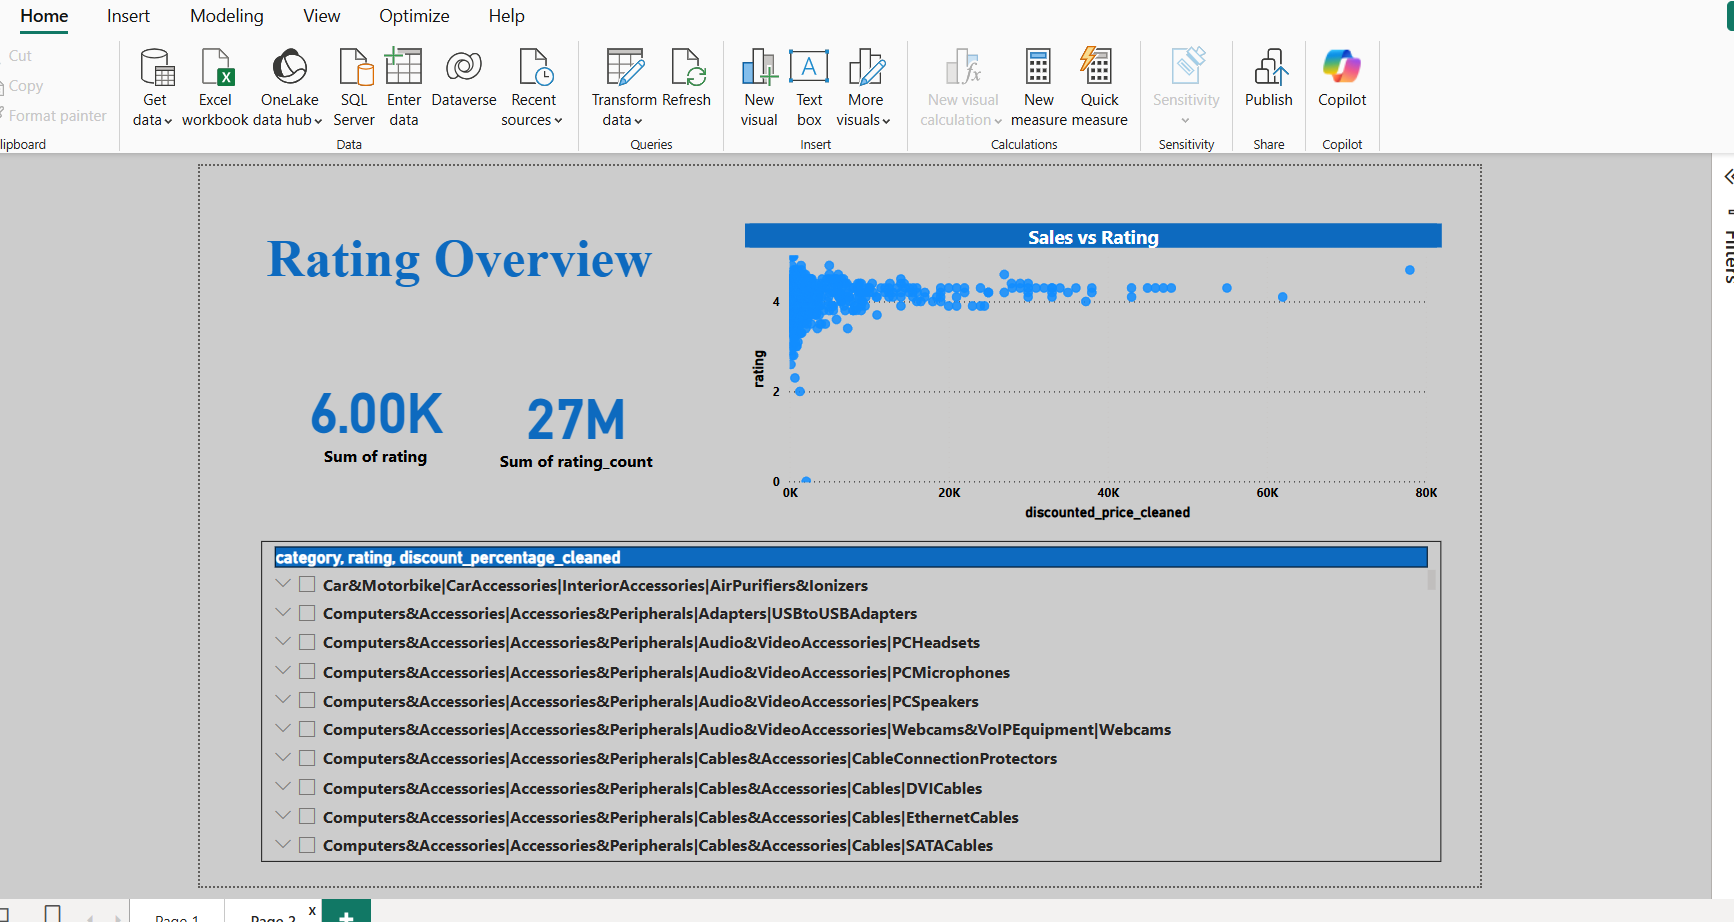 Home Insert Modeling View Optimize Help
Cut
Copy
Format painter
lipboard
Get data
Excel workbook
OneLake data hub
SQL Server
Enter data
Dataverse
Recent sources
Data
Transform data
Refresh
Queries
New visual
Text box
More visuals
Insert
New visual calculation
New measure
Quick measure
Calculations
Sensitivity
Sensitivity
Publish
Share
Copilot
Copilot
Filters
Rating Overview
6.00K
Sum of rating
27M
Sum of rating_count
Sales vs Rating
rating
4
2
0
0K 20K 40K 60K 80K
discounted_price_cleaned
category, rating, discount_percentage_cleaned
Car&Motorbike|CarAccessories|InteriorAccessories|AirPurifiers&Ionizers
Computers&Accessories|Accessories&Peripherals|Adapters|USBtoUSBAdapters
Computers&Accessories|Accessories&Peripherals|Audio&VideoAccessories|PCHeadsets
Computers&Accessories|Accessories&Peripherals|Audio&VideoAccessories|PCMicrophones
Computers&Accessories|Accessories&Peripherals|Audio&VideoAccessories|PCSpeakers
Computers&Accessories|Accessories&Peripherals|Audio&VideoAccessories|Webcams&VoIPEquipment|Webcams
Computers&Accessories|Accessories&Peripherals|Cables&Accessories|CableConnectionProtectors
Computers&Accessories|Accessories&Peripherals|Cables&Accessories|Cables|DVICables
Computers&Accessories|Accessories&Peripherals|Cables&Accessories|Cables|EthernetCables
Computers&Accessories|Accessories&Peripherals|Cables&Accessories|Cables|SATACables
Page 1 Page 2 x